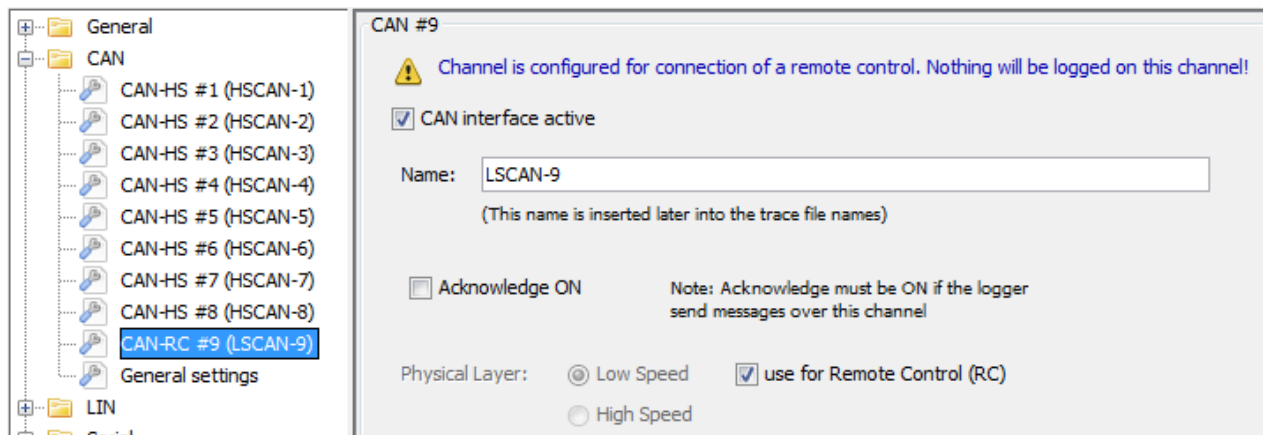 General
CAN
CAN-HS #1 (HSCAN-1)
CAN-HS #2 (HSCAN-2)
CAN-HS #3 (HSCAN-3)
CAN-HS #4 (HSCAN-4)
CAN-HS #5 (HSCAN-5)
CAN-HS #6 (HSCAN-6)
CAN-HS #7 (HSCAN-7)
CAN-HS #8 (HSCAN-8)
CAN-RC #9 (LSCAN-9)
General settings
LIN
CAN #9
Channel is configured for connection of a remote control. Nothing will be logged on this channel!
CAN interface active
Name: LSCAN-9
(This name is inserted later into the trace file names)
Acknowledge ON
Note: Acknowledge must be ON if the logger
send messages over this channel
Physical Layer: Low Speed use for Remote Control (RC)
High Speed